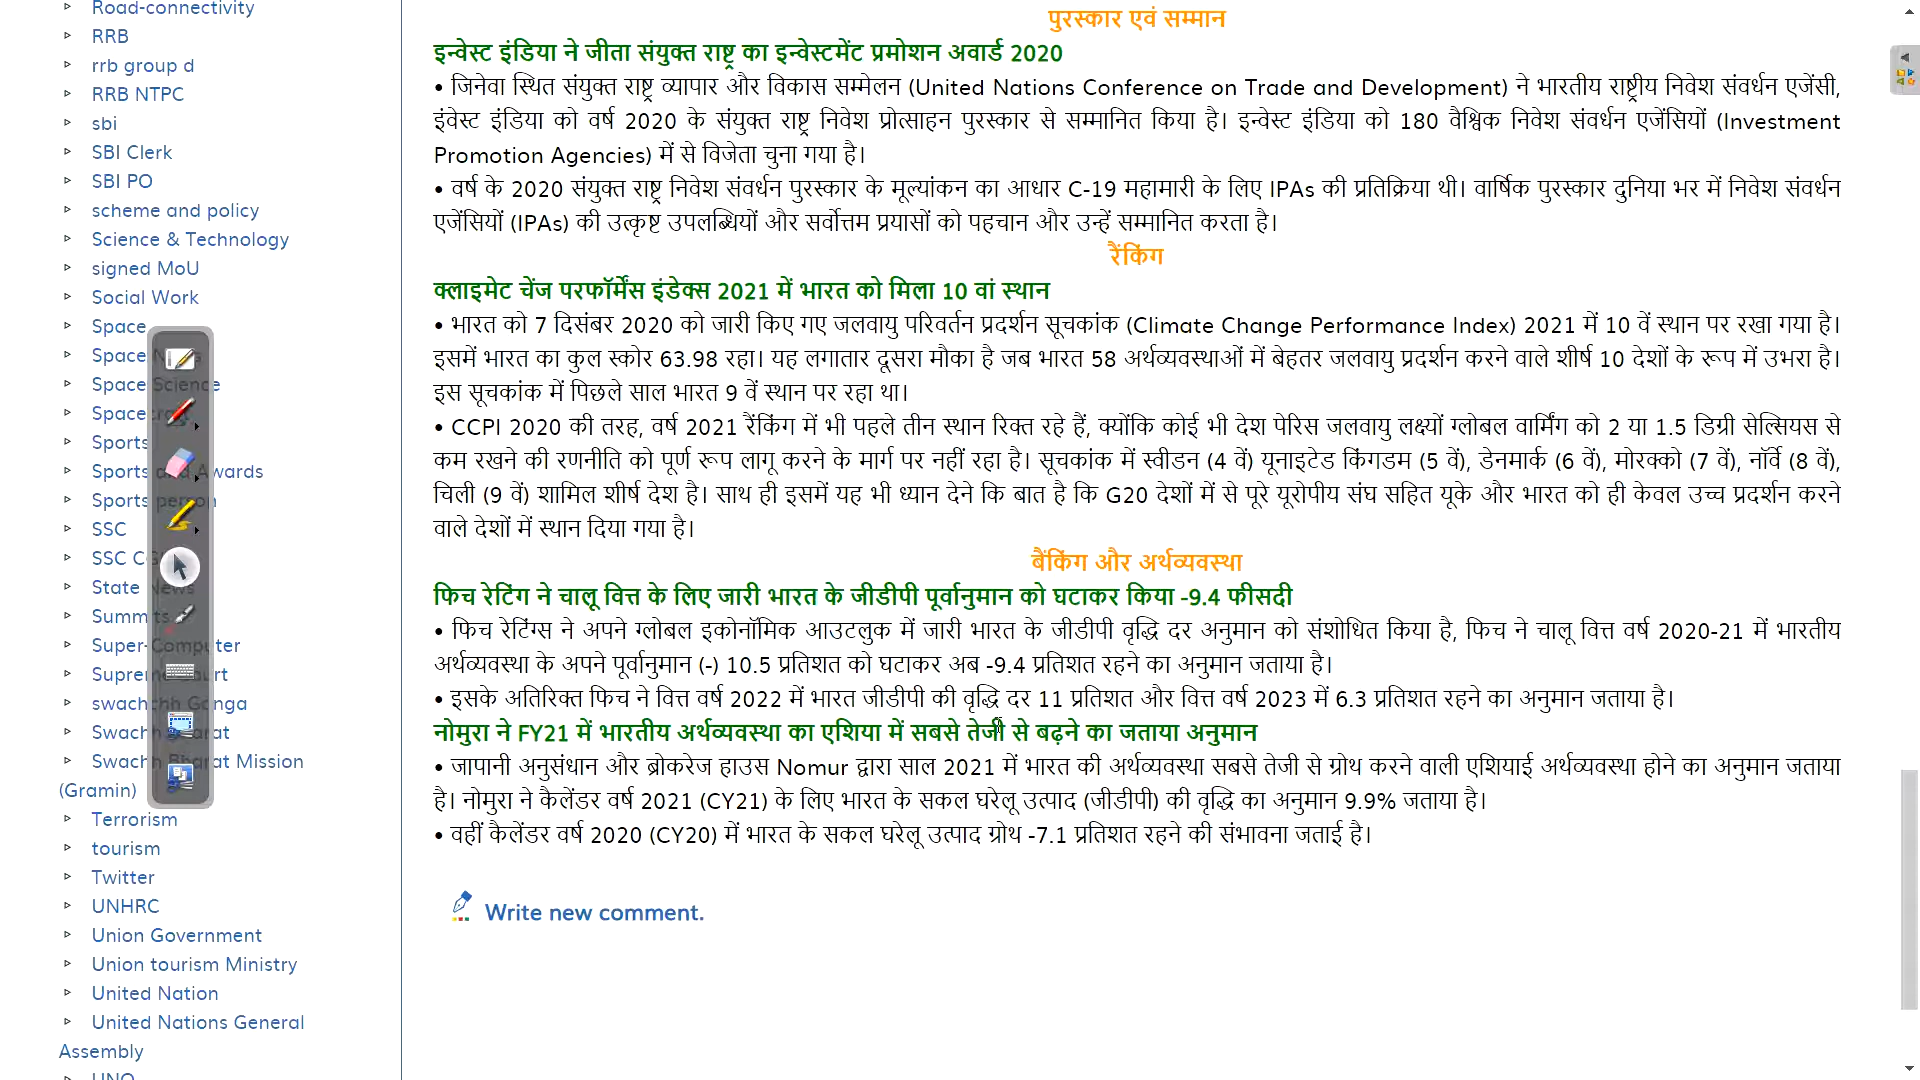 Road-connectivity
RRB
rrb group d
RRB NTPC
sbi
SBI Clerk
SBI PO
scheme and policy
Science & Technology
signed MoU
Social Work
Space
Space News
Space Science
Spacecraft
Sports
Sports and Awards
Sports person
SSC
SSC CGL
State News
Summits
Super-Computer
Supreme Court
swachchh Ganga
Swachh Bharat
Swachh Bharat Mission
(Gramin)
Terrorism
tourism
Twitter
UNHRC
Union Government
Union tourism Ministry
United Nation
United Nations General
Assembly
UNO
पुरस्कार एवं सम्मान
इन्वेस्ट इंडिया ने जीता संयुक्त राष्ट्र का इन्वेस्टमेंट प्रमोशन अवार्ड 2020
• जिनेवा स्थित संयुक्त राष्ट्र व्यापार और विकास सम्मेलन (United Nations Conference on Trade and Development) ने भारतीय राष्ट्रीय निवेश संवर्धन एजेंसी,
इंवेस्ट इंडिया को वर्ष 2020 के संयुक्त राष्ट्र निवेश प्रोत्साहन पुरस्कार से सम्मानित किया है। इन्वेस्ट इंडिया को 180 वैश्विक निवेश संवर्धन एजेंसियों (Investment
Promotion Agencies) में से विजेता चुना गया है।
• वर्ष के 2020 संयुक्त राष्ट्र निवेश संवर्धन पुरस्कार के मूल्यांकन का आधार C-19 महामारी के लिए IPAs की प्रतिक्रिया थी। वार्षिक पुरस्कार दुनिया भर में निवेश संवर्धन
एजेंसियों (IPAs) की उत्कृष्ट उपलब्धियों और सर्वोत्तम प्रयासों को पहचान और उन्हें सम्मानित करता है।
रैंकिंग
क्लाइमेट चेंज परफॉर्मेंस इंडेक्स 2021 में भारत को मिला 10 वां स्थान
• भारत को 7 दिसंबर 2020 को जारी किए गए जलवायु परिवर्तन प्रदर्शन सूचकांक (Climate Change Performance Index) 2021 में 10 वें स्थान पर रखा गया है।
इसमें भारत का कुल स्कोर 63.98 रहा। यह लगातार दूसरा मौका है जब भारत 58 अर्थव्यवस्थाओं में बेहतर जलवायु प्रदर्शन करने वाले शीर्ष 10 देशों के रूप में उभरा है।
इस सूचकांक में पिछले साल भारत 9 वें स्थान पर रहा था।
• CCPI 2020 की तरह, वर्ष 2021 रैंकिंग में भी पहले तीन स्थान रिक्त रहे हैं, क्योंकि कोई भी देश पेरिस जलवायु लक्ष्यों ग्लोबल वार्मिंग को 2 या 1.5 डिग्री सेल्सियस से
कम रखने की रणनीति को पूर्ण रूप लागू करने के मार्ग पर नहीं रहा है। सूचकांक में स्वीडन (4 वें) यूनाइटेड किंगडम (5 वें), डेनमार्क (6 वें), मोरक्को (7 वें), नॉर्वे (8 वें),
चिली (9 वें) शामिल शीर्ष देश है। साथ ही इसमें यह भी ध्यान देने कि बात है कि G20 देशों में से पूरे यूरोपीय संघ सहित यूके और भारत को ही केवल उच्च प्रदर्शन करने
वाले देशों में स्थान दिया गया है।
बैंकिंग और अर्थव्यवस्था
फिच रेटिंग ने चालू वित्त के लिए जारी भारत के जीडीपी पूर्वानुमान को घटाकर किया -9.4 फीसदी
• फिच रेटिंग्स ने अपने ग्लोबल इकोनॉमिक आउटलुक में जारी भारत के जीडीपी वृद्धि दर अनुमान को संशोधित किया है, फिच ने चालू वित्त वर्ष 2020-21 में भारतीय
अर्थव्यवस्था के अपने पूर्वानुमान (-) 10.5 प्रतिशत को घटाकर अब -9.4 प्रतिशत रहने का अनुमान जताया है।
• इसके अतिरिक्त फिच ने वित्त वर्ष 2022 में भारत जीडीपी की वृद्धि दर 11 प्रतिशत और वित्त वर्ष 2023 में 6.3 प्रतिशत रहने का अनुमान जताया है।
नोमुरा ने FY21 में भारतीय अर्थव्यवस्था का एशिया में सबसे तेजी से बढ़ने का जताया अनुमान
• जापानी अनुसंधान और ब्रोकरेज हाउस Nomur द्वारा साल 2021 में भारत की अर्थव्यवस्था सबसे तेजी से ग्रोथ करने वाली एशियाई अर्थव्यवस्था होने का अनुमान जताया
है। नोमुरा ने कैलेंडर वर्ष 2021 (CY21) के लिए भारत के सकल घरेलू उत्पाद (जीडीपी) की वृद्धि का अनुमान 9.9% जताया है।
• वहीं कैलेंडर वर्ष 2020 (CY20) में भारत के सकल घरेलू उत्पाद ग्रोथ -7.1 प्रतिशत रहने की संभावना जताई है।
Write new comment.